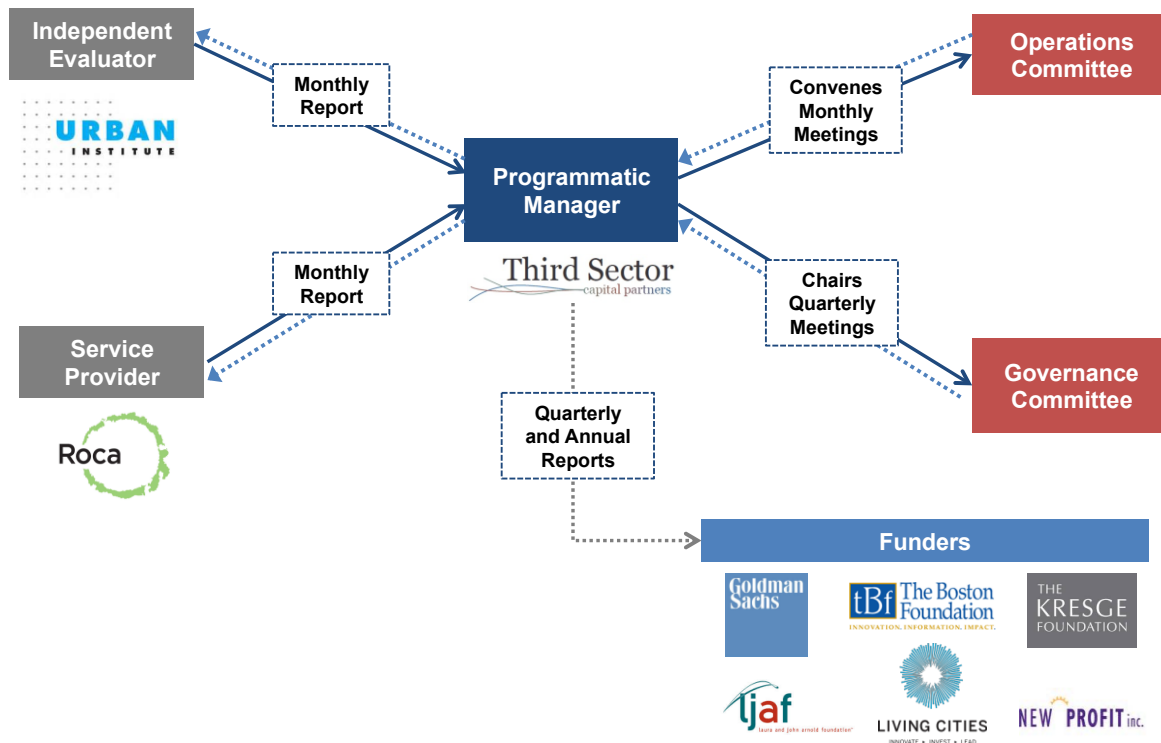 Independent
Evaluator
URBAN
INSTITUTE
Monthly
Report
Convenes
Monthly
Meetings
Operations
Committee
Programmatic
Manager
Third Sector
capital partners
Monthly
Report
Chairs
Quarterly
Meetings
Service
Provider
Roca
Governance
Committee
Quarterly
and Annual
Reports
Funders
Goldman
Sachs
tBf The Boston
Foundation
INNOVATION. INFORMATION. IMPACT.
THE
KRESGE
FOUNDATION
ljaf
laura and john arnold foundation
LIVING CITIES
INNOVATE • INVEST • LEAD
NEW PROFIT inc.